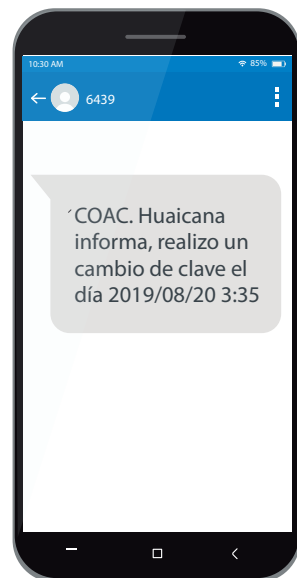 10:30 AM 85%
6439
´COAC. Huaicana
informa, realizo un
cambio de clave el
día 2019/08/20 3:35